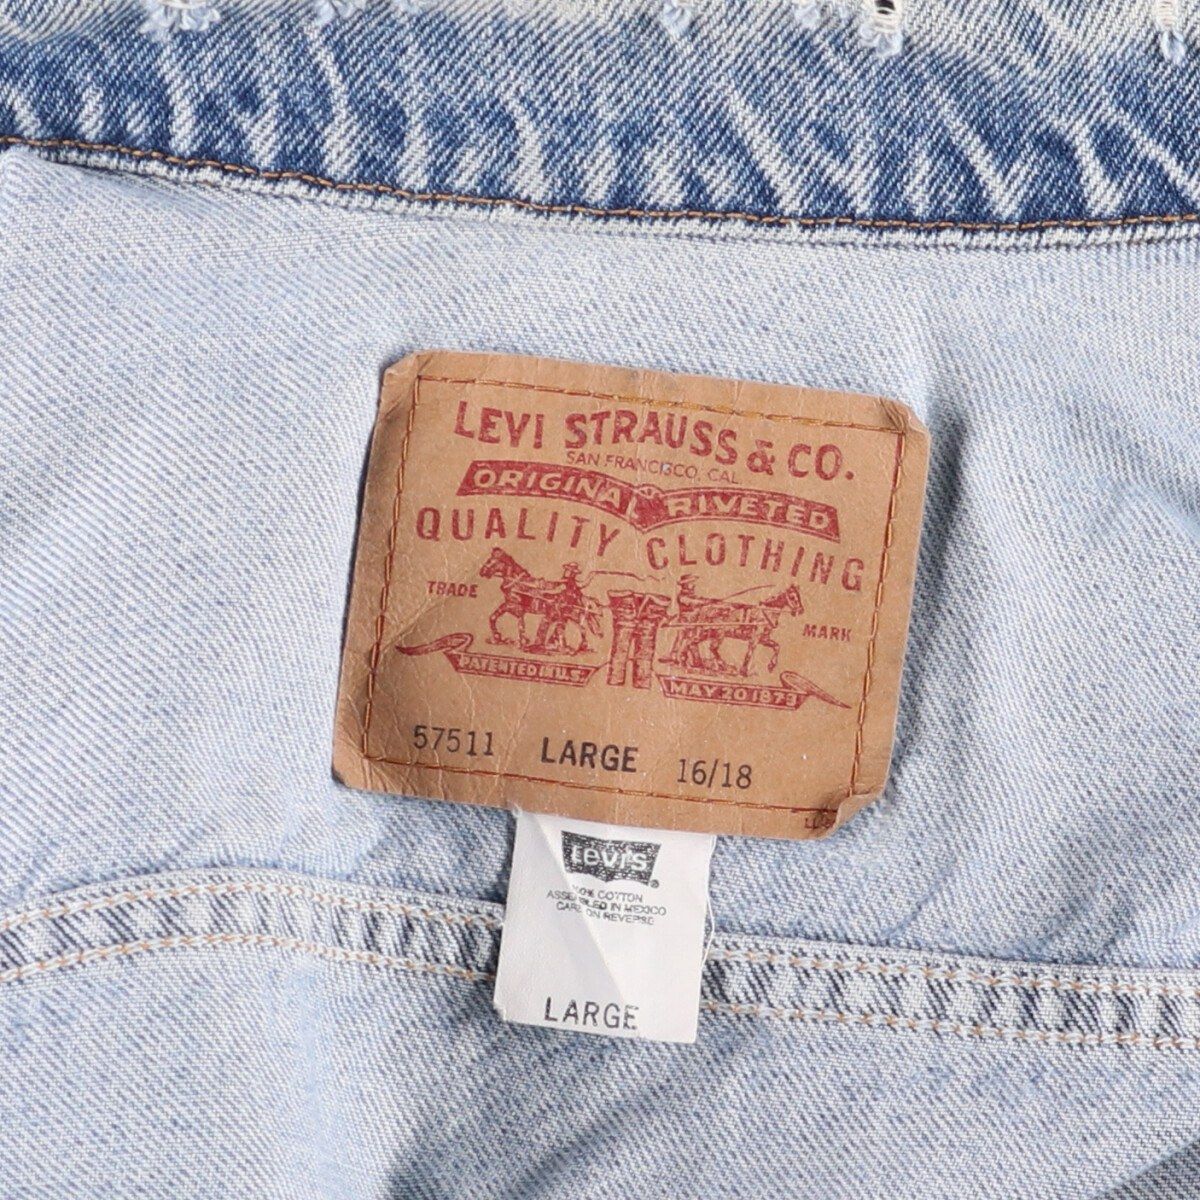 LEVI STRAUSS & CO.
SAN FRANCISCO, CAL
ORIGINAL RIVETED
QUALITY CLOTHING
TRADE MARK
PATENTED IN U.S. MAY 20 1873
57511 LARGE 16/18
Levi's ®
COTTON
ASSEMBLED IN MEXICO
CARE ON REVERSE
LARGE